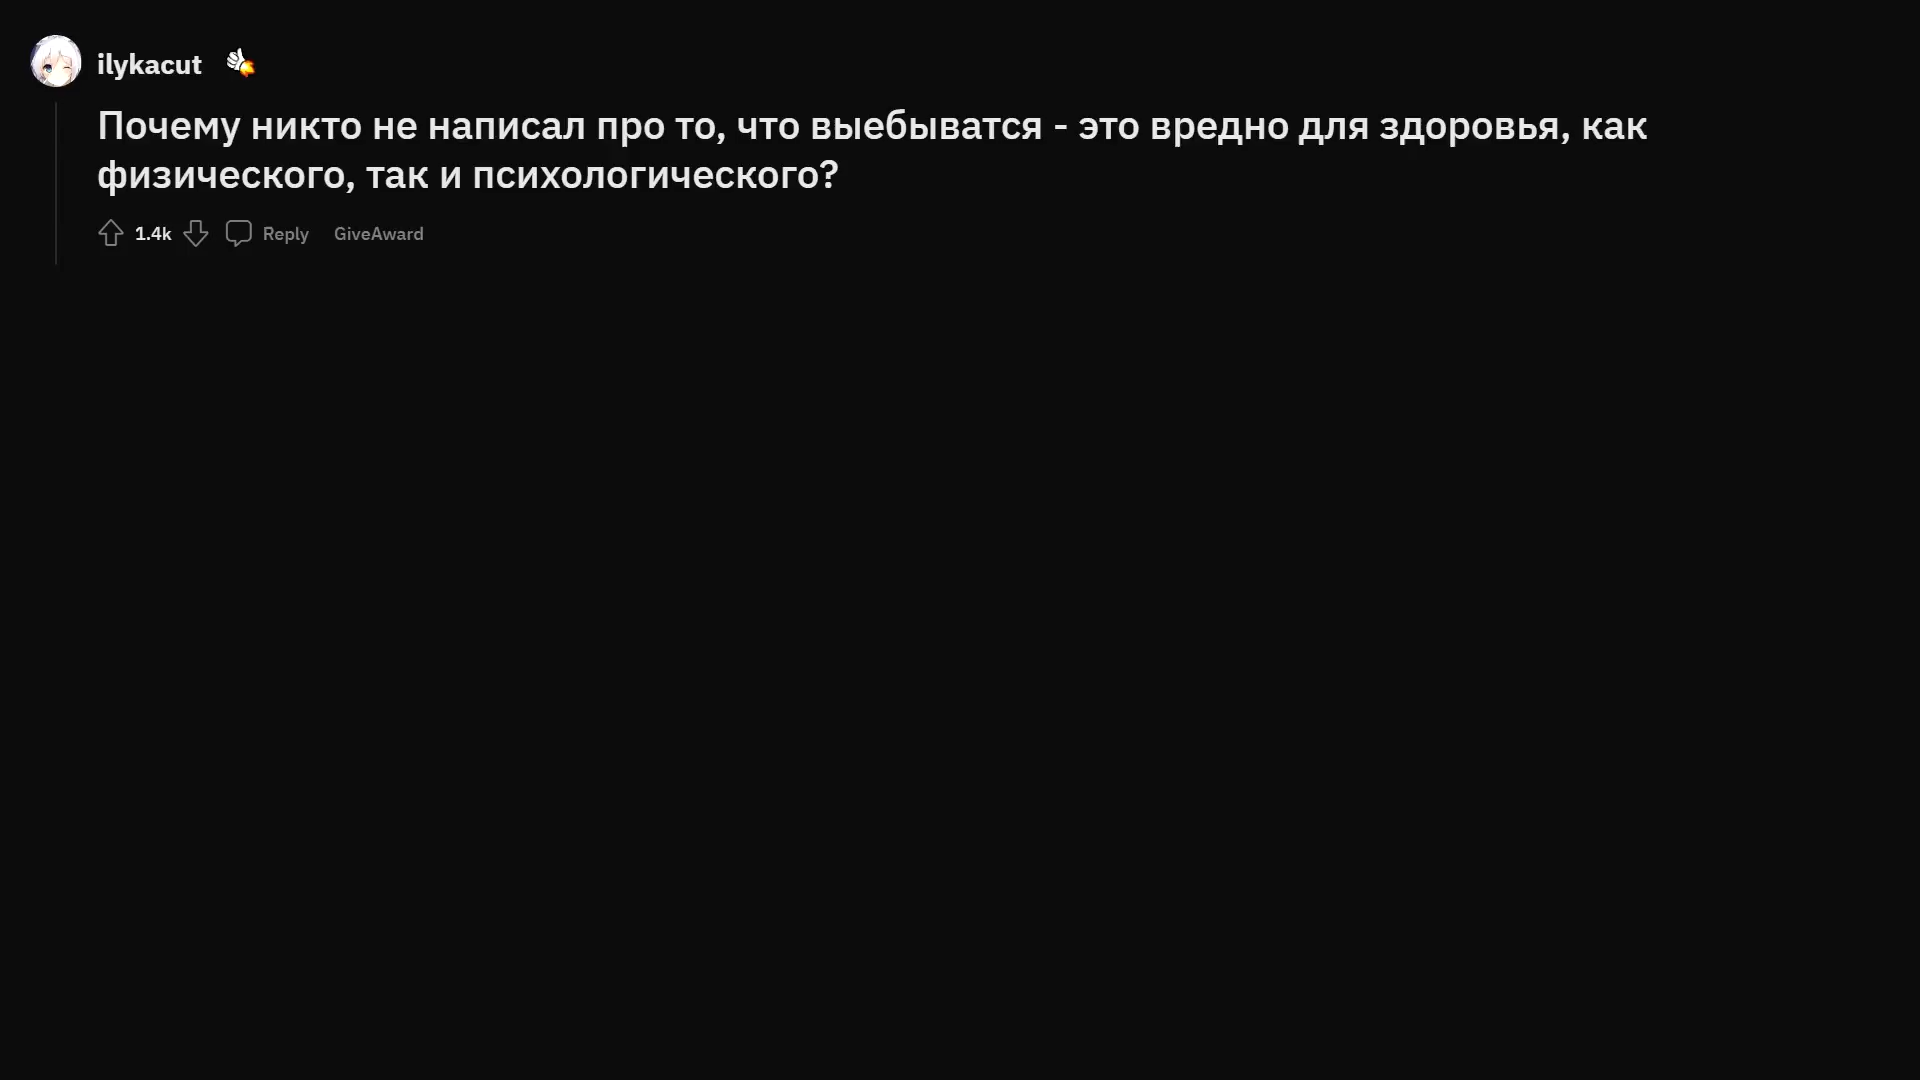 ilykacut
Почему никто не написал про то, что выебыватся - это вредно для здоровья, как
физического, так и психологического?
1.4k Reply GiveAward